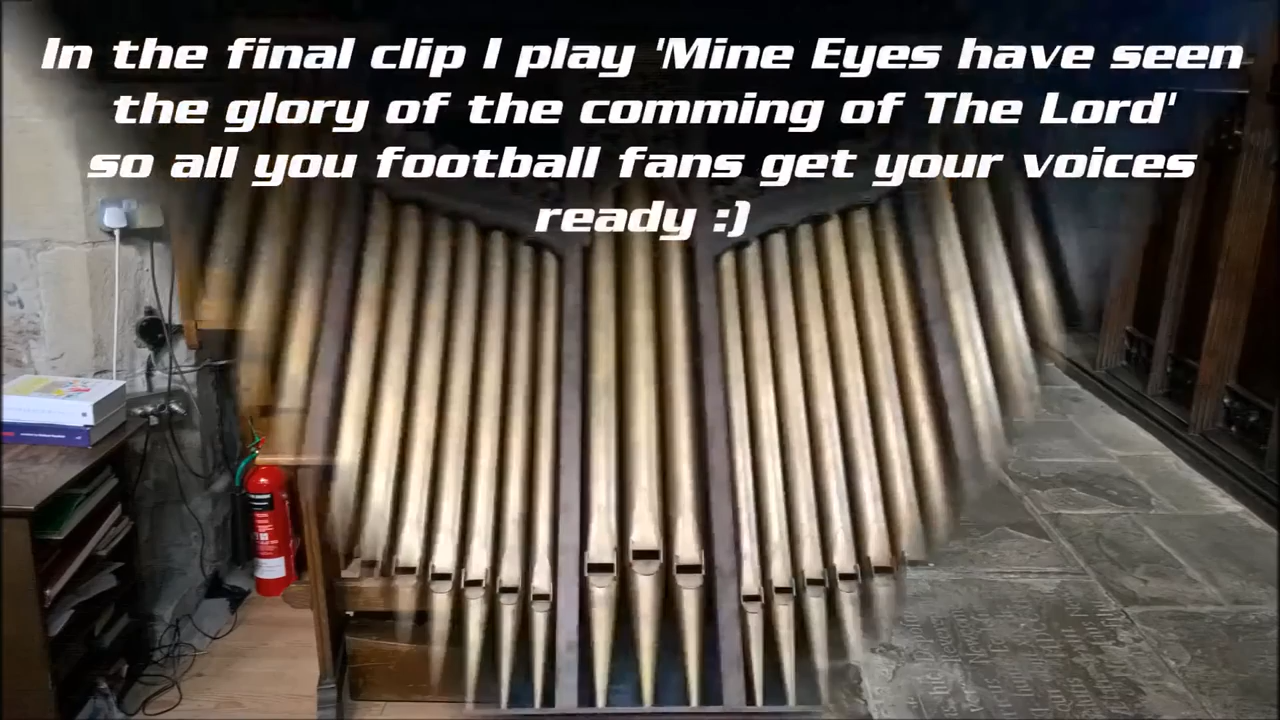 In the final clip I play 'Mine Eyes have seen
the glory of the comming of The Lord'
so all you football fans get your voices
ready :)